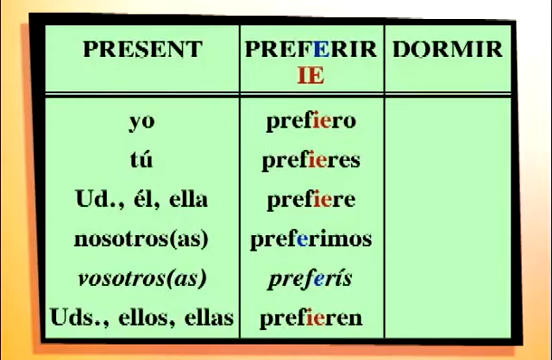 PRESENT PREFERIR DORMIR
IE
yo prefiero
tú prefieres
Ud., él, ella prefiere
nosotros(as) preferimos
vosotros(as) preferís
Uds., ellos, ellas prefieren